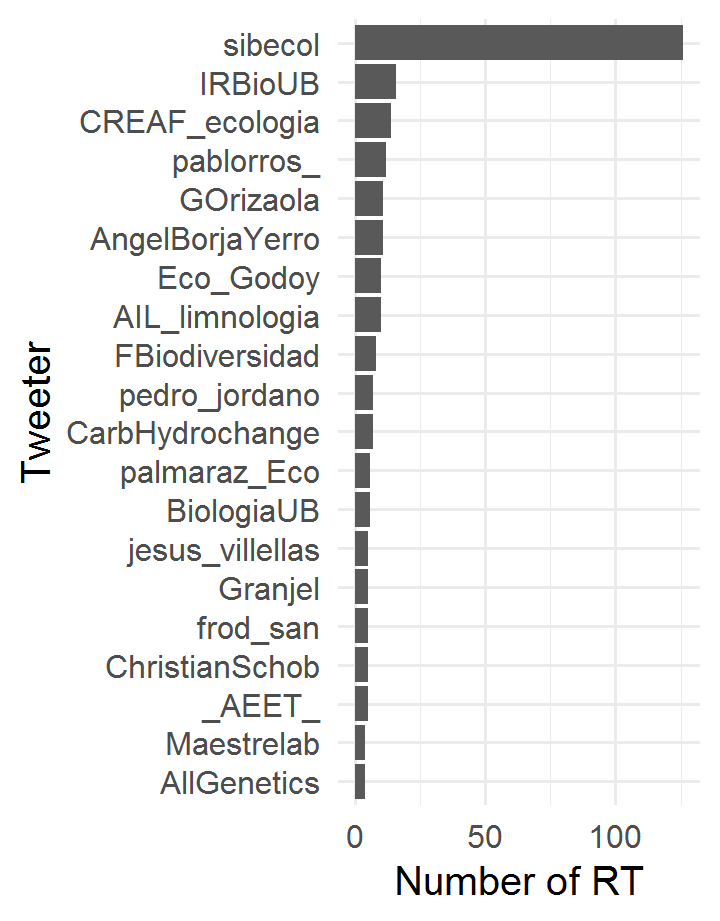 sibecol
IRBioUB
CREAF_ecologia
pablorros_
GOrizaola
AngelBorjaYerro
Eco_Godoy
AIL_limnologia
FBiodiversidad
pedro_jordano
CarbHydrochange
palmaraz_Eco
BiologiaUB
jesus_villellas
Granjel
frod_san
ChristianSchob
_AEET_
Maestrelab
AllGenetics
Tweeter
0 50 100
Number of RT